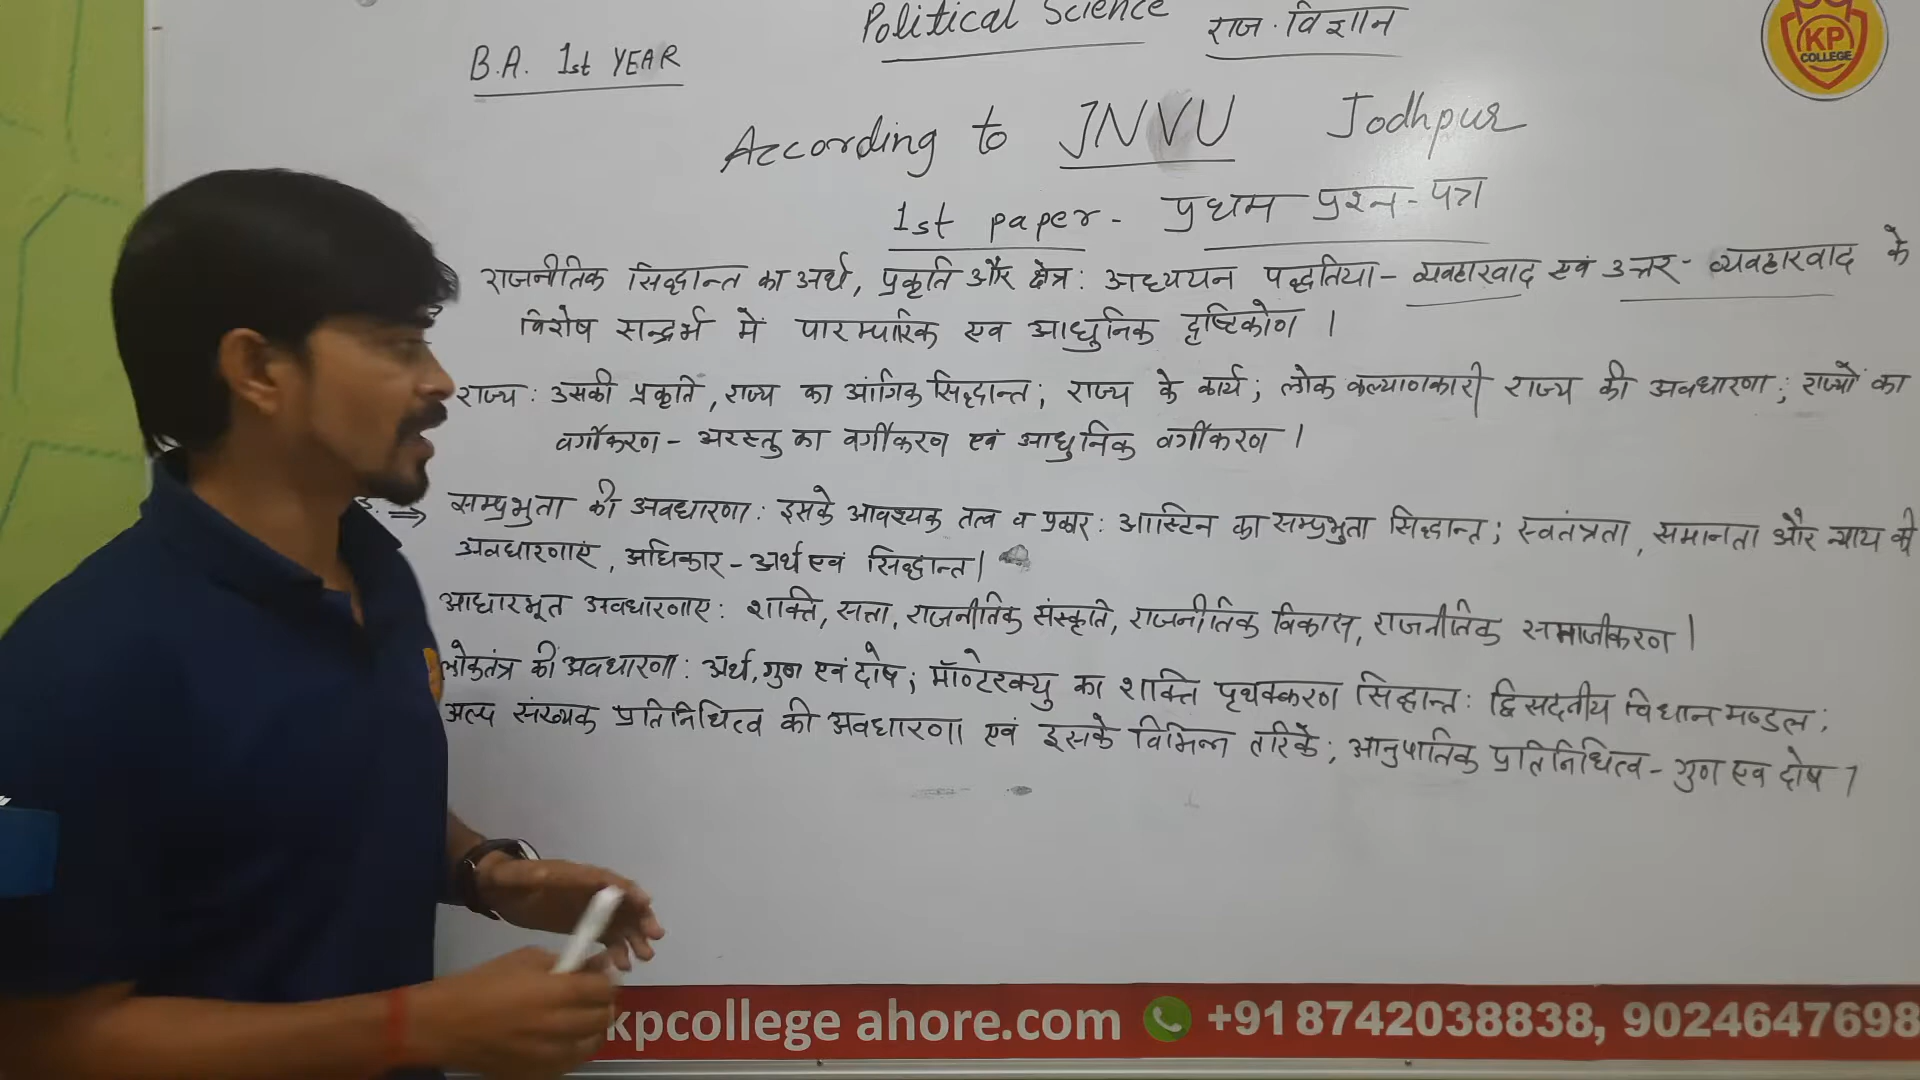 Political Science राज. विज्ञान
B.A. 1st YEAR
KP
COLLEGE
According to JNVU Jodhpur
1st paper - प्रथम प्रश्न-पत्र
राजनीतिक सिद्धान्त का अर्थ, प्रकृति और क्षेत्र: अध्ययन पद्धतिया - व्यवहारवाद एवं उत्तर - व्यवहारवाद के
विशेष सन्दर्भ में पारम्परिक एव आधुनिक दृष्टिकोण ।
राज्य: उसकी प्रकृति, राज्य का आंगिक सिद्धान्त; राज्य के कार्य; लोक कल्याणकारी राज्य की अवधारणा; राज्यों का
वर्गीकरण - अरस्तु का वर्गीकरण एवं आधुनिक वर्गीकरण ।
⇒ सम्प्रभुता की अवधारणा: इसके आवश्यक तत्व व प्रकार: आस्टिन का सम्प्रभुता सिद्धान्त; स्वतंत्रता, समानता और न्याय की
अवधारणाएं, अधिकार - अर्थ एवं सिद्धान्त।
आधारभूत अवधारणाए: शक्ति, सत्ता, राजनीतिक संस्कृति, राजनीतिक विकास, राजनीतिक समाजीकरण।
लोकतंत्र की अवधारणा: अर्थ, गुण एवं दोष; मॉण्टेस्क्यु का शक्ति पृथक्करण सिद्धान्त: द्विसदनीय विधान मण्डल;
अल्प संख्यक प्रतिनिधित्व की अवधारणा एवं इसके विभिन्न तरिके; आनुपातिक प्रतिनिधित्व - गुण एव दोष ।
kpcollege ahore.com +91 8742038838, 9024647698